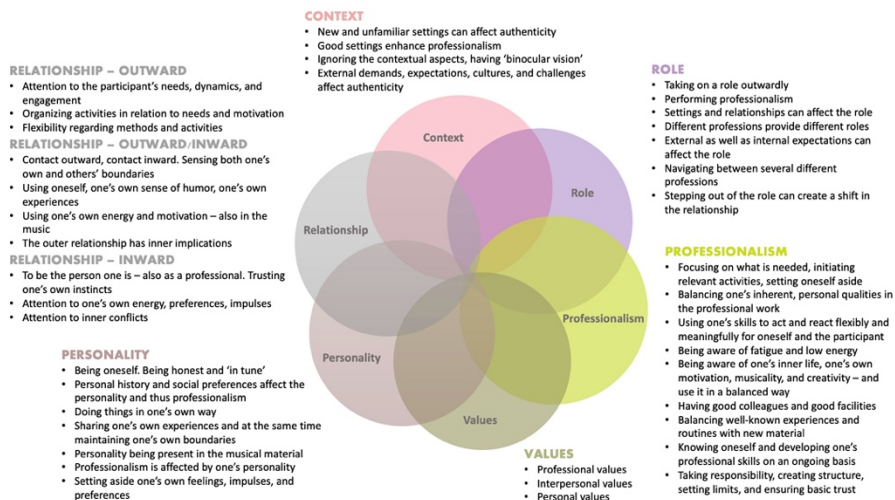 CONTEXT
• New and unfamiliar settings can affect authenticity
• Good settings enhance professionalism
• Ignoring the contextual aspects, having ‘binocular vision’
• External demands, expectations, cultures, and challenges
affect authenticity
RELATIONSHIP – OUTWARD
• Attention to the participant’s needs, dynamics, and
engagement
• Organizing activities in relation to needs and motivation
• Flexibility regarding methods and activities
RELATIONSHIP – OUTWARD/INWARD
• Contact outward, contact inward. Sensing both one’s
own and others’ boundaries
• Using oneself, one’s own sense of humor, one’s own
experiences
• Using one’s own energy and motivation – also in the
music
• The outer relationship has inner implications
RELATIONSHIP – INWARD
• To be the person one is – also as a professional. Trusting
one’s own instincts
• Attention to one’s own energy, preferences, impulses
• Attention to inner conflicts
PERSONALITY
• Being oneself. Being honest and ‘in tune’
• Personal history and social preferences affect the
personality and thus professionalism
• Doing things in one’s own way
• Sharing one’s own experiences and at the same time
maintaining one’s own boundaries
• Personality being present in the musical material
• Professionalism is affected by one’s personality
• Setting aside one’s own feelings, impulses, and
preferences
Context
Role
Relationship
Professionalism
Personality
Values
ROLE
• Taking on a role outwardly
• Performing professionalism
• Settings and relationships can affect the role
• Different professions provide different roles
• External as well as internal expectations can
affect the role
• Navigating between several different
professions
• Stepping out of the role can create a shift in
the relationship
PROFESSIONALISM
• Focusing on what is needed, initiating
relevant activities, setting oneself aside
• Balancing one’s inherent, personal qualities in
the professional work
• Using one’s skills to act and react flexibly and
meaningfully for oneself and the participant
• Being aware of fatigue and low energy
• Being aware of one’s inner life, one’s own
motivation, musicality, and creativity – and
use it in a balanced way
• Having good colleagues and good facilities
• Balancing well-known experiences and
routines with new material
• Knowing oneself and developing one’s
professional skills on an ongoing basis
• Taking responsibility, creating structure,
setting limits, and ensuring basic trust
VALUES
• Professional values
• Interpersonal values
• Personal values